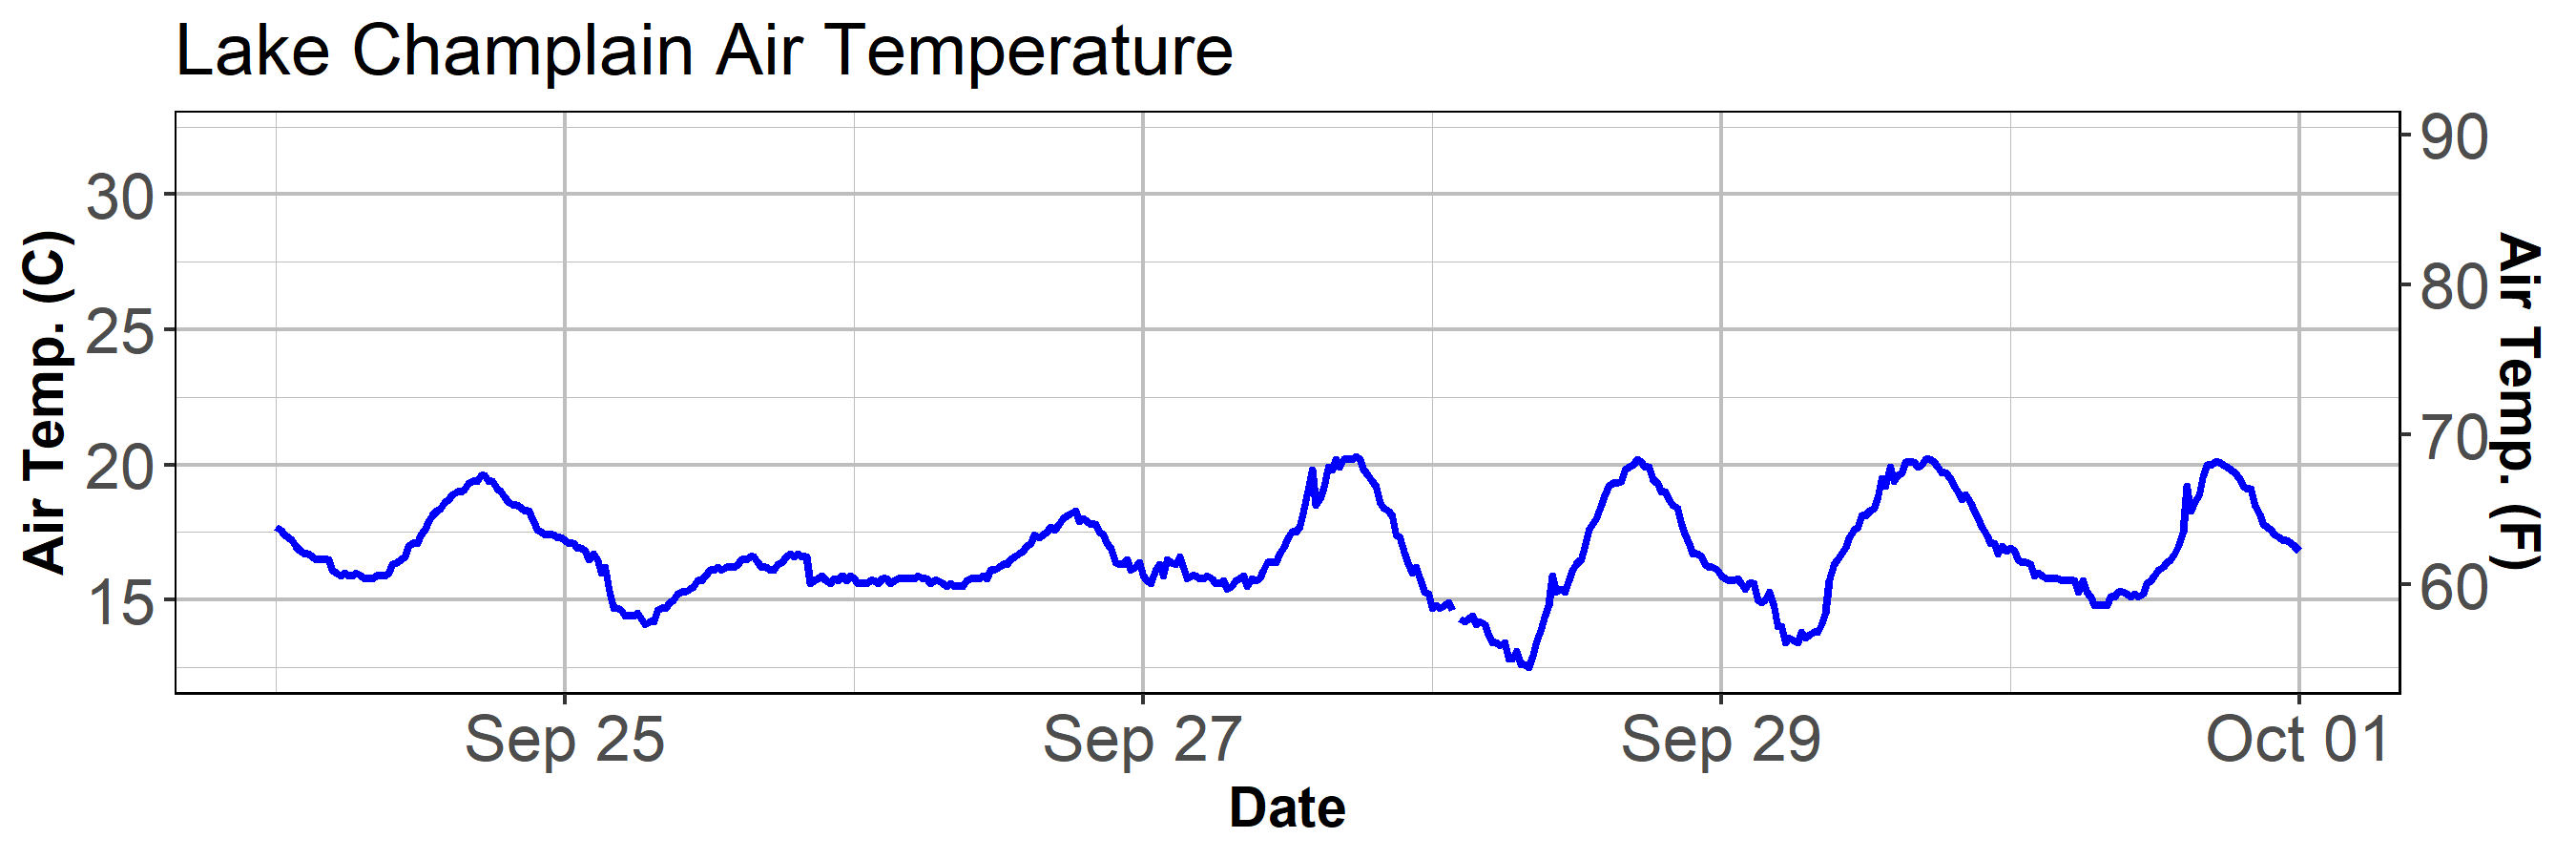 Lake Champlain Air Temperature
Air Temp. (C)
30
25
20
15
90
80
70
60
Air Temp. (F)
Sep 25 Sep 27 Sep 29 Oct 01
Date